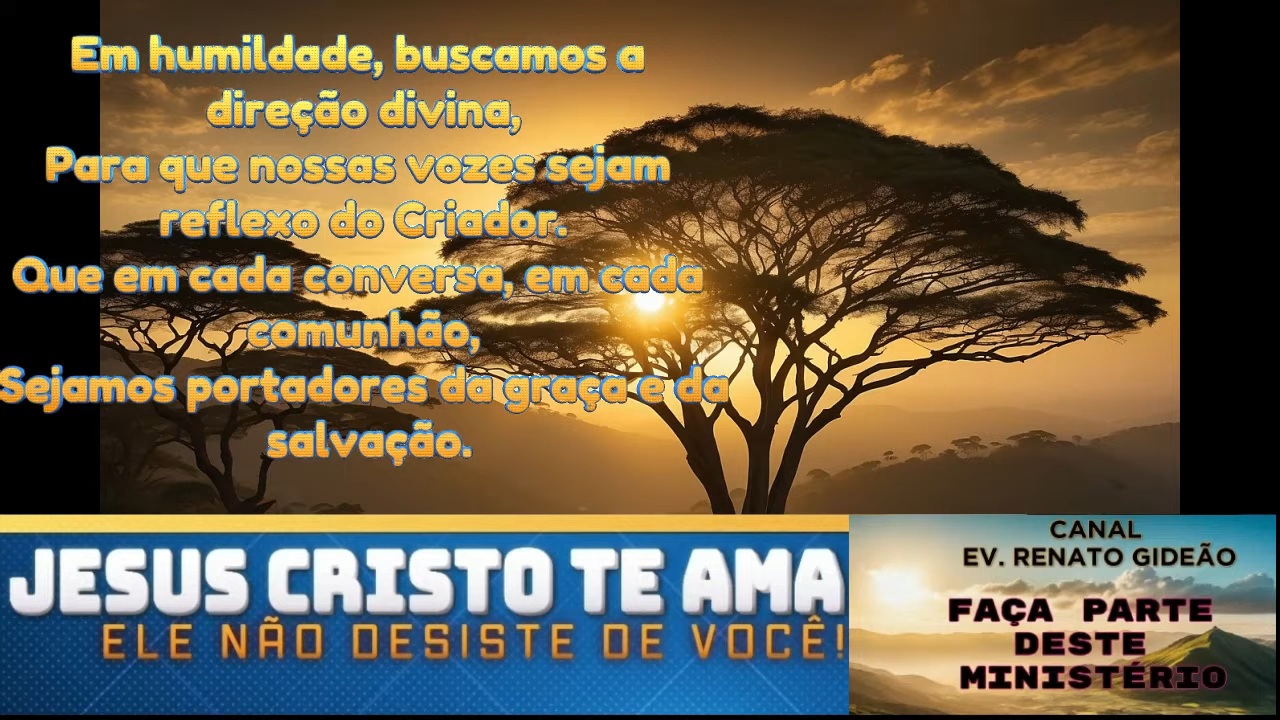 Em humildade, buscamos a
direção divina,
Para que nossas vozes sejam
reflexo do Criador.
Que em cada conversa, em cada
comunhão,
Sejamos portadores da graça e da
salvação.
JESUS CRISTO TE AMA
ELE NÃO DESISTE DE VOCÊ!
CANAL
EV. RENATO GIDEÃO
FAÇA PARTE
DESTE
MINISTÉRIO